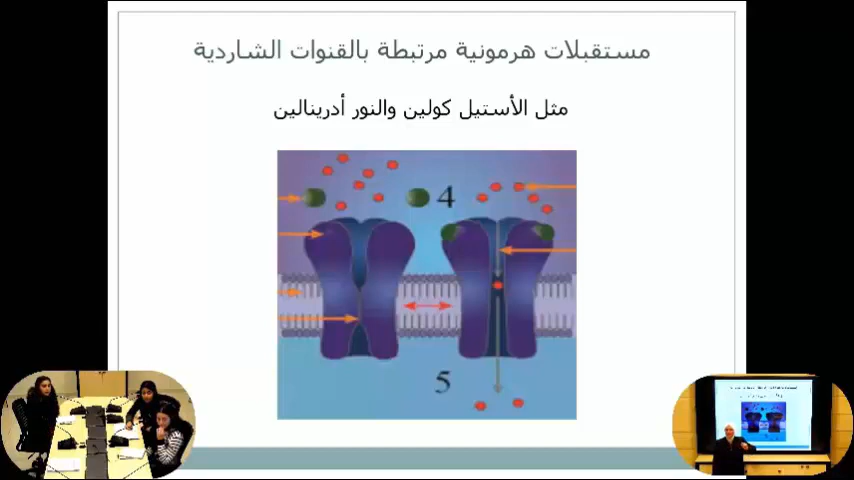 مستقبلات هرمونية مرتبطة بالقنوات الشاردية
مثل الأستيل كولين والنور أدرينالين
4
5